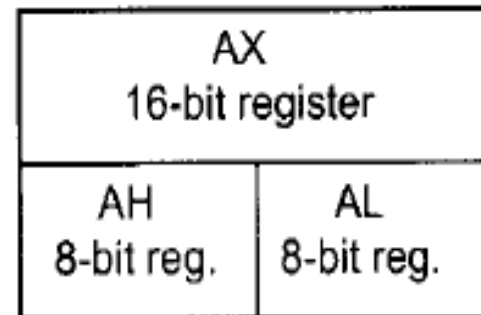 AX
16-bit register
AH
8-bit reg.
AL
8-bit reg.